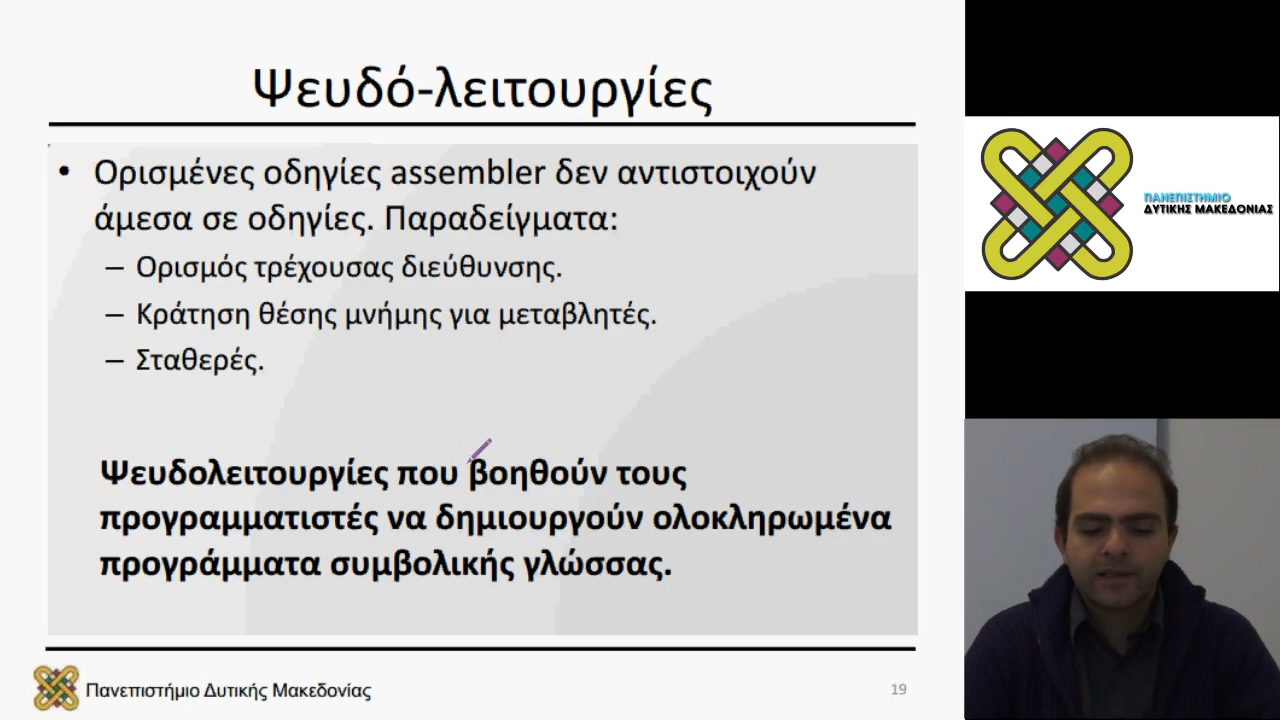 Ψευδό-λειτουργίες
• Ορισμένες οδηγίες assembler δεν αντιστοιχούν
άμεσα σε οδηγίες. Παραδείγματα:
– Ορισμός τρέχουσας διεύθυνσης.
– Κράτηση θέσης μνήμης για μεταβλητές.
– Σταθερές.
Ψευδολειτουργίες που βοηθούν τους
προγραμματιστές να δημιουργούν ολοκληρωμένα
προγράμματα συμβολικής γλώσσας.
Πανεπιστήμιο Δυτικής Μακεδονίας
19
ΠΑΝΕΠΙΣΤΗΜΙΟ
ΔΥΤΙΚΗΣ ΜΑΚΕΔΟΝΙΑΣ